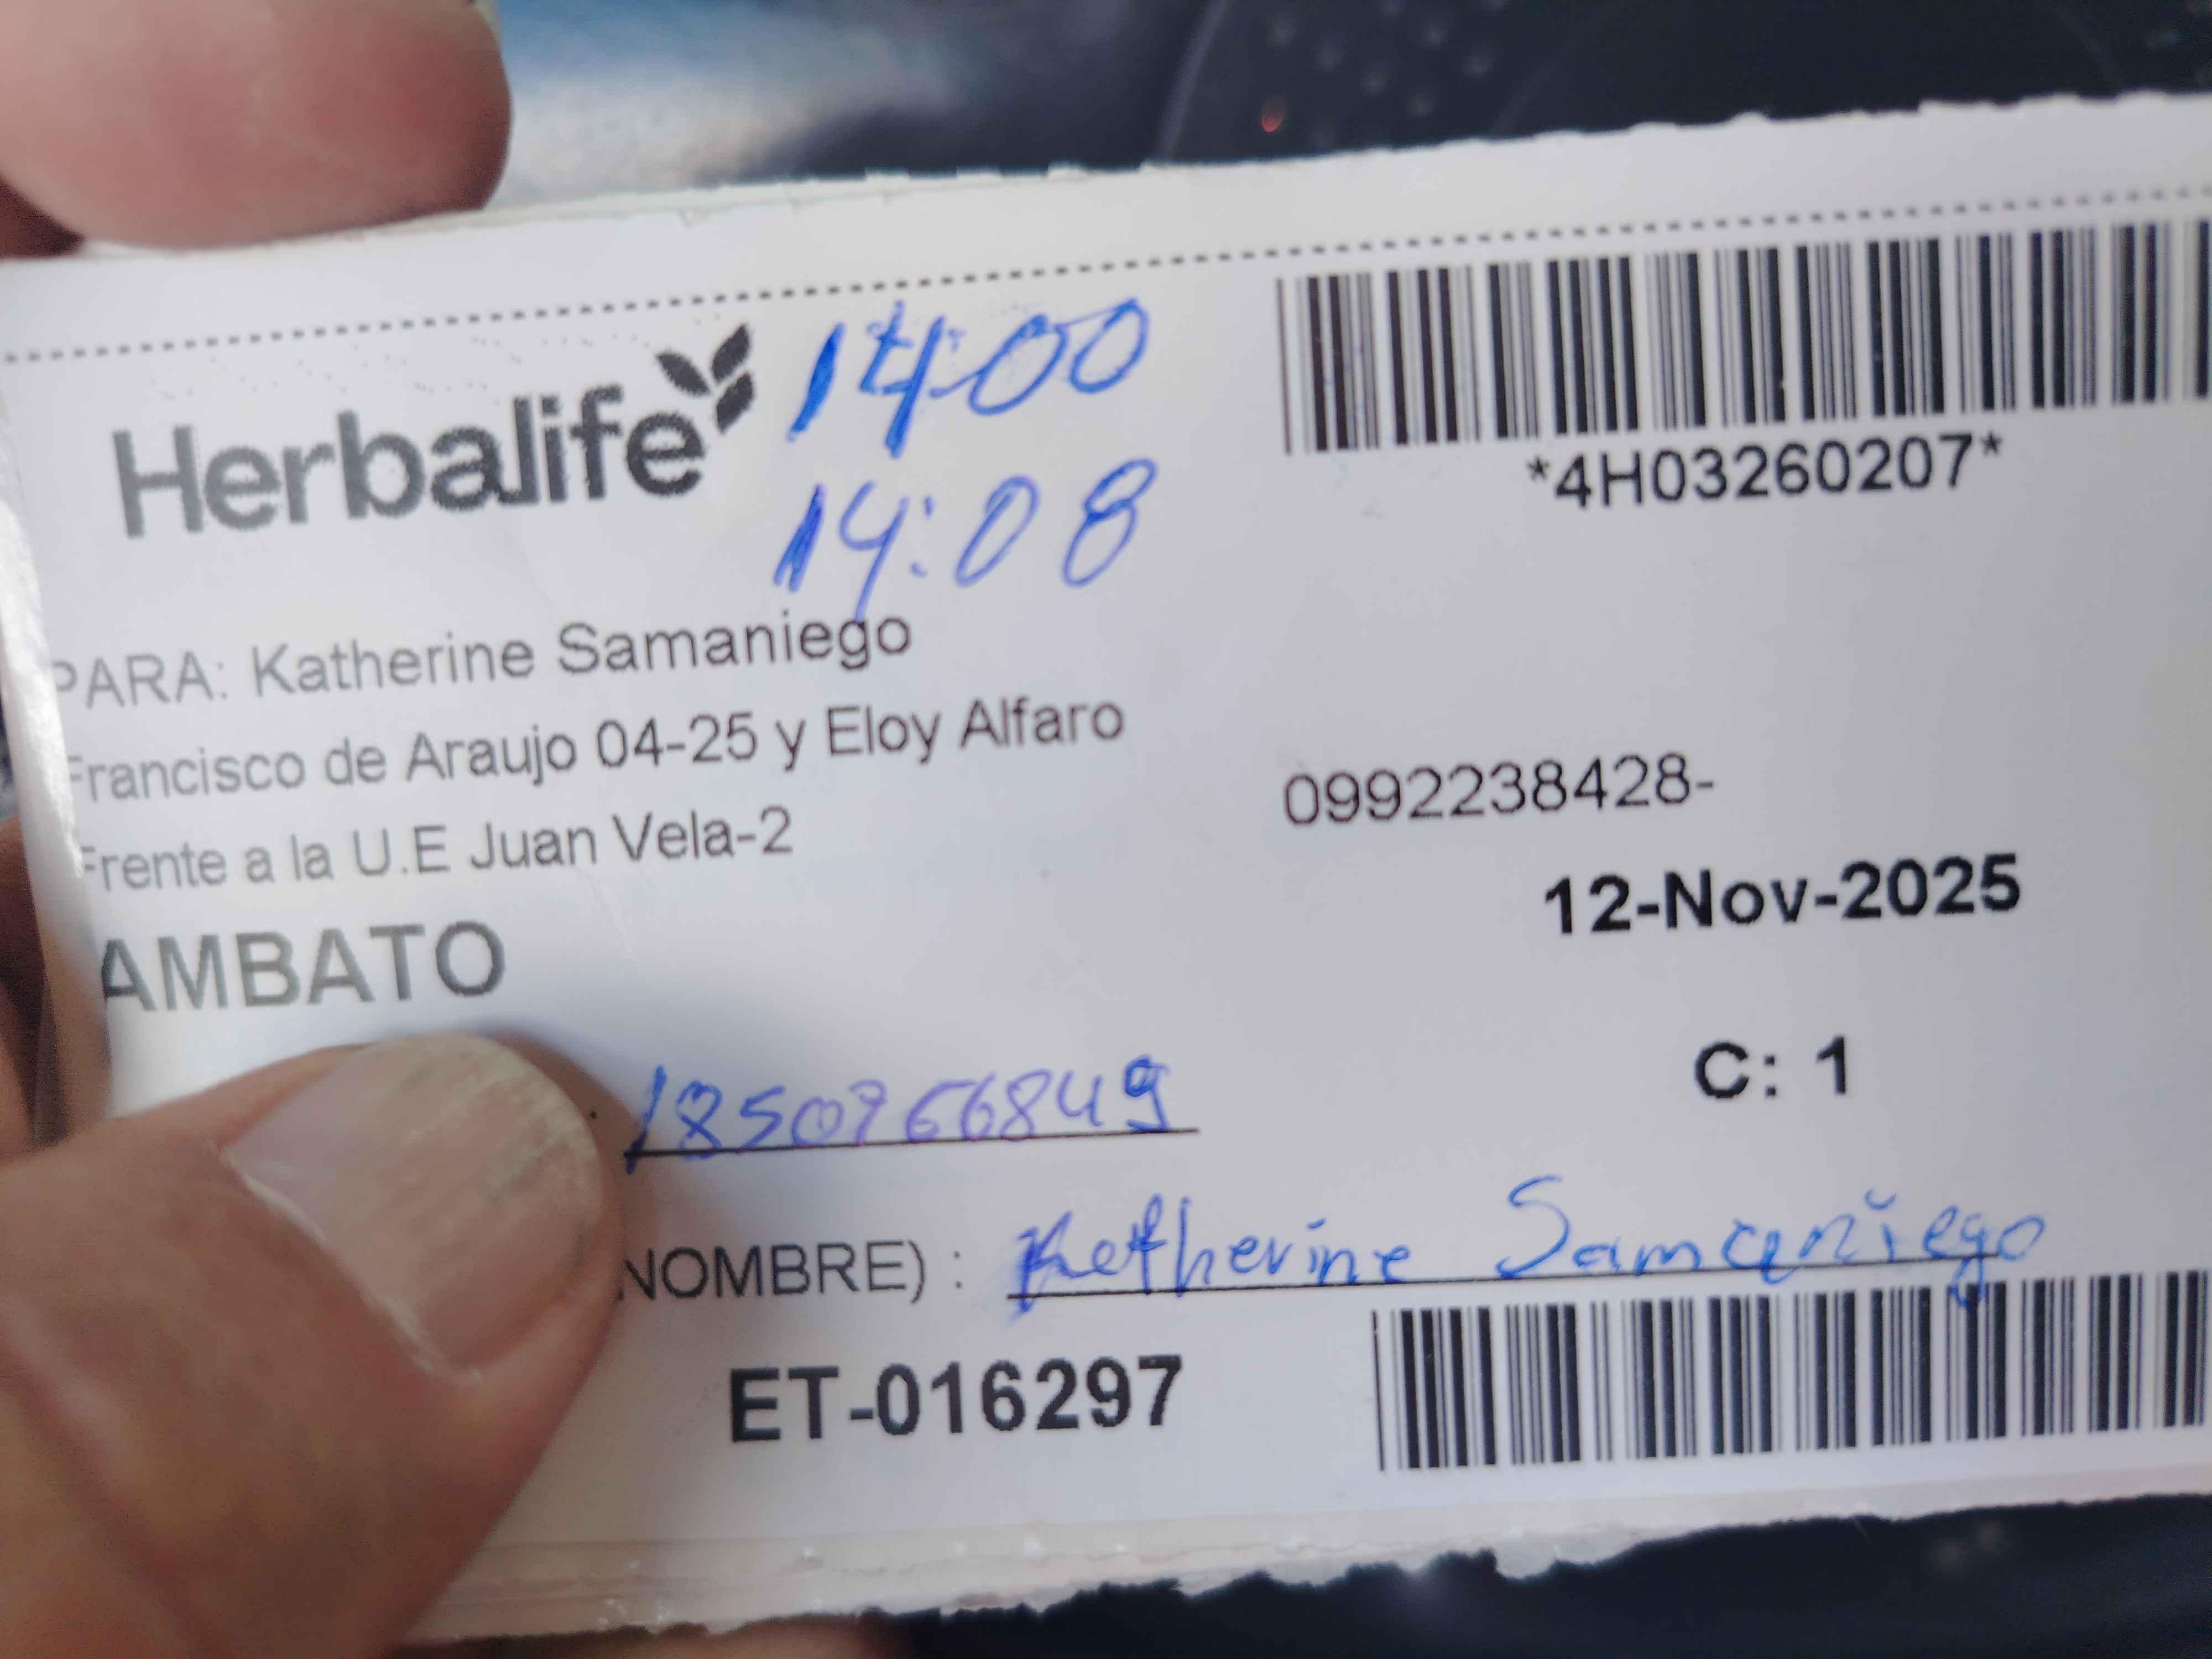 Herbalife
14:00
14:08
*4H03260207*
PARA: Katherine Samaniego
Francisco de Araujo 04-25 y Eloy Alfaro
Frente a la U.E Juan Vela-2
AMBATO
0992238428-
12-Nov-2025
C: 1
1850766849
NOMBRE) : Katherine Samaniego
ET-016297